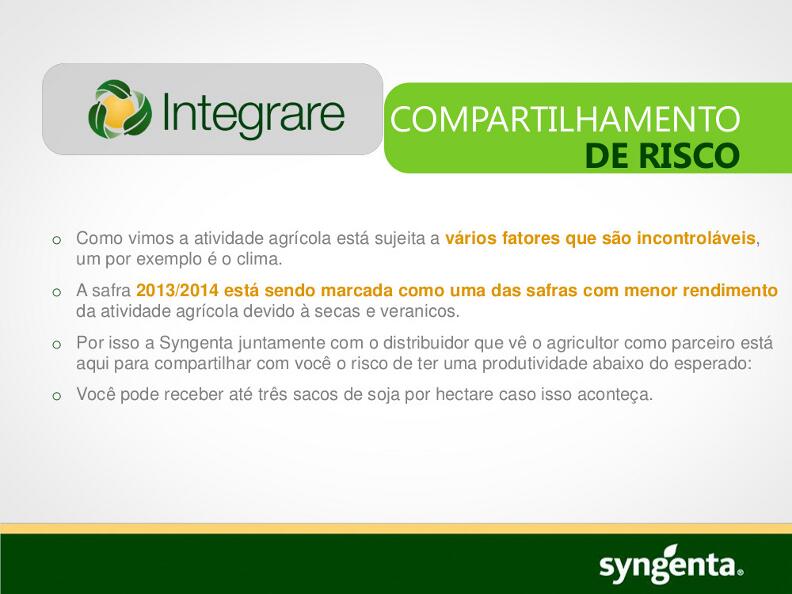 Integrare
COMPARTILHAMENTO
DE RISCO
o Como vimos a atividade agrícola está sujeita a vários fatores que são incontroláveis,
um por exemplo é o clima.
o A safra 2013/2014 está sendo marcada como uma das safras com menor rendimento
da atividade agrícola devido à secas e veranicos.
o Por isso a Syngenta juntamente com o distribuidor que vê o agricultor como parceiro está
aqui para compartilhar com você o risco de ter uma produtividade abaixo do esperado:
o Você pode receber até três sacos de soja por hectare caso isso aconteça.
syngenta®